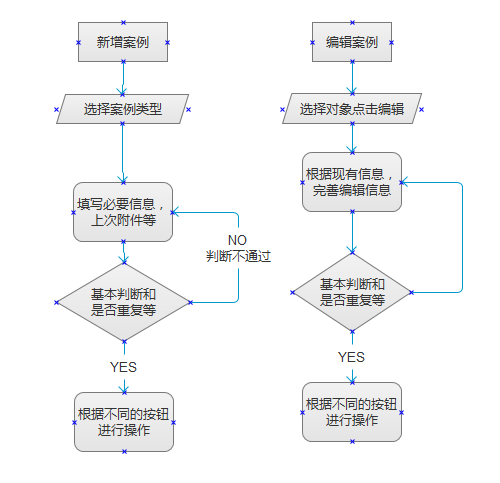 新增案例
选择案例类型
填写必要信息，
上次附件等
NO
判断不通过
基本判断和
是否重复等
YES
根据不同的按钮
进行操作
编辑案例
选择对象点击编辑
根据现有信息，
完善编辑信息
基本判断和
是否重复等
YES
根据不同的按钮
进行操作